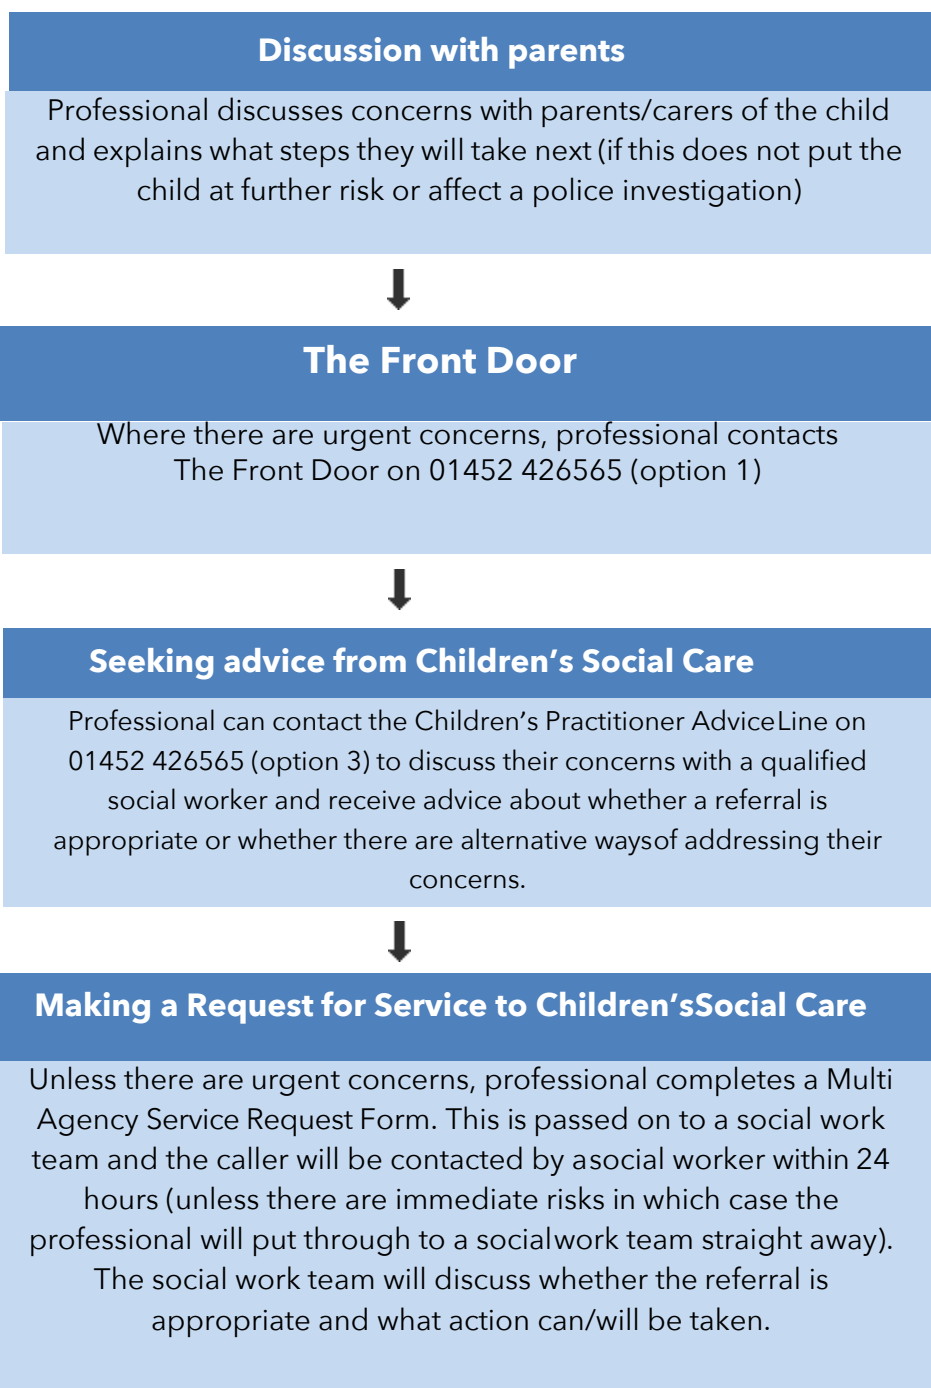 Discussion with parents
Professional discusses concerns with parents/carers of the child
and explains what steps they will take next (if this does not put the
child at further risk or affect a police investigation)
The Front Door
Where there are urgent concerns, professional contacts
The Front Door on 01452 426565 (option 1)
Seeking advice from Children’s Social Care
Professional can contact the Children’s Practitioner AdviceLine on
01452 426565 (option 3) to discuss their concerns with a qualified
social worker and receive advice about whether a referral is
appropriate or whether there are alternative waysof addressing their
concerns.
Making a Request for Service to Children’sSocial Care
Unless there are urgent concerns, professional completes a Multi
Agency Service Request Form. This is passed on to a social work
team and the caller will be contacted by asocial worker within 24
hours (unless there are immediate risks in which case the
professional will put through to a socialwork team straight away).
The social work team will discuss whether the referral is
appropriate and what action can/will be taken.